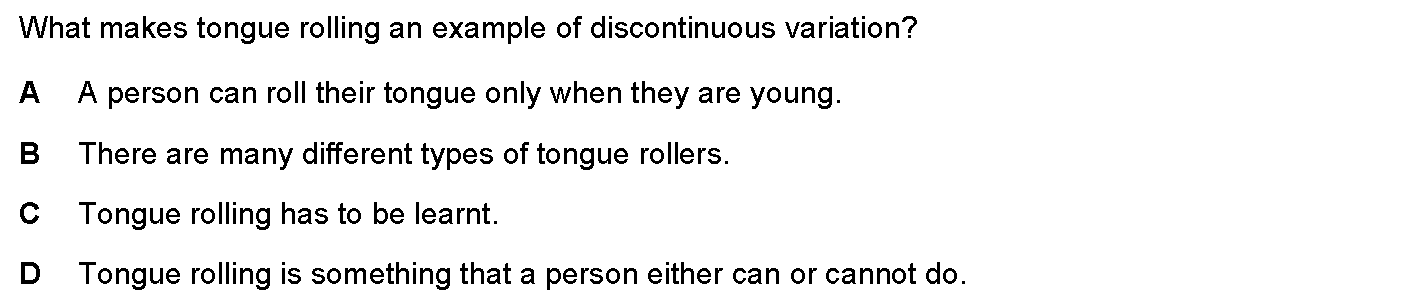 What makes tongue rolling an example of discontinuous variation?
A A person can roll their tongue only when they are young.
B There are many different types of tongue rollers.
C Tongue rolling has to be learnt.
D Tongue rolling is something that a person either can or cannot do.